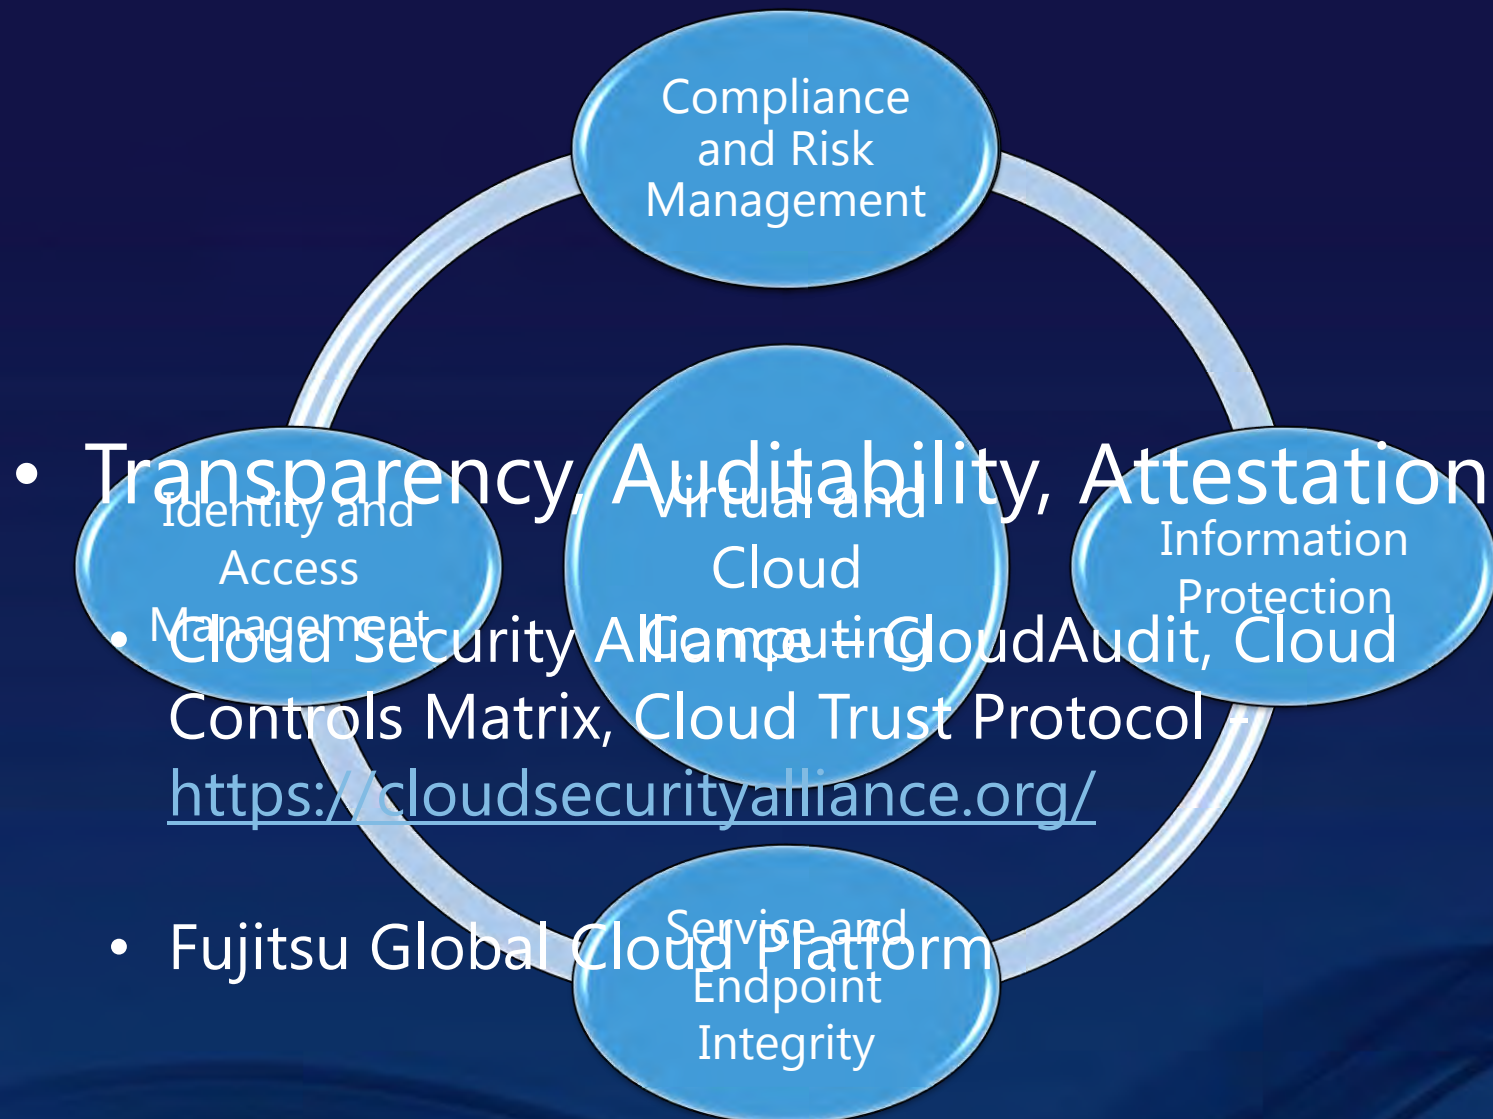 Compliance
and Risk
Management
• Transparency, Auditability, Attestation
Identity and
Access
Management
Virtual and
Cloud
Computing
Information
Protection
• Cloud Security Alliance – CloudAudit, Cloud
Controls Matrix, Cloud Trust Protocol -
https://cloudsecurityalliance.org/
• Fujitsu Global Cloud Platform
Service and
Endpoint
Integrity